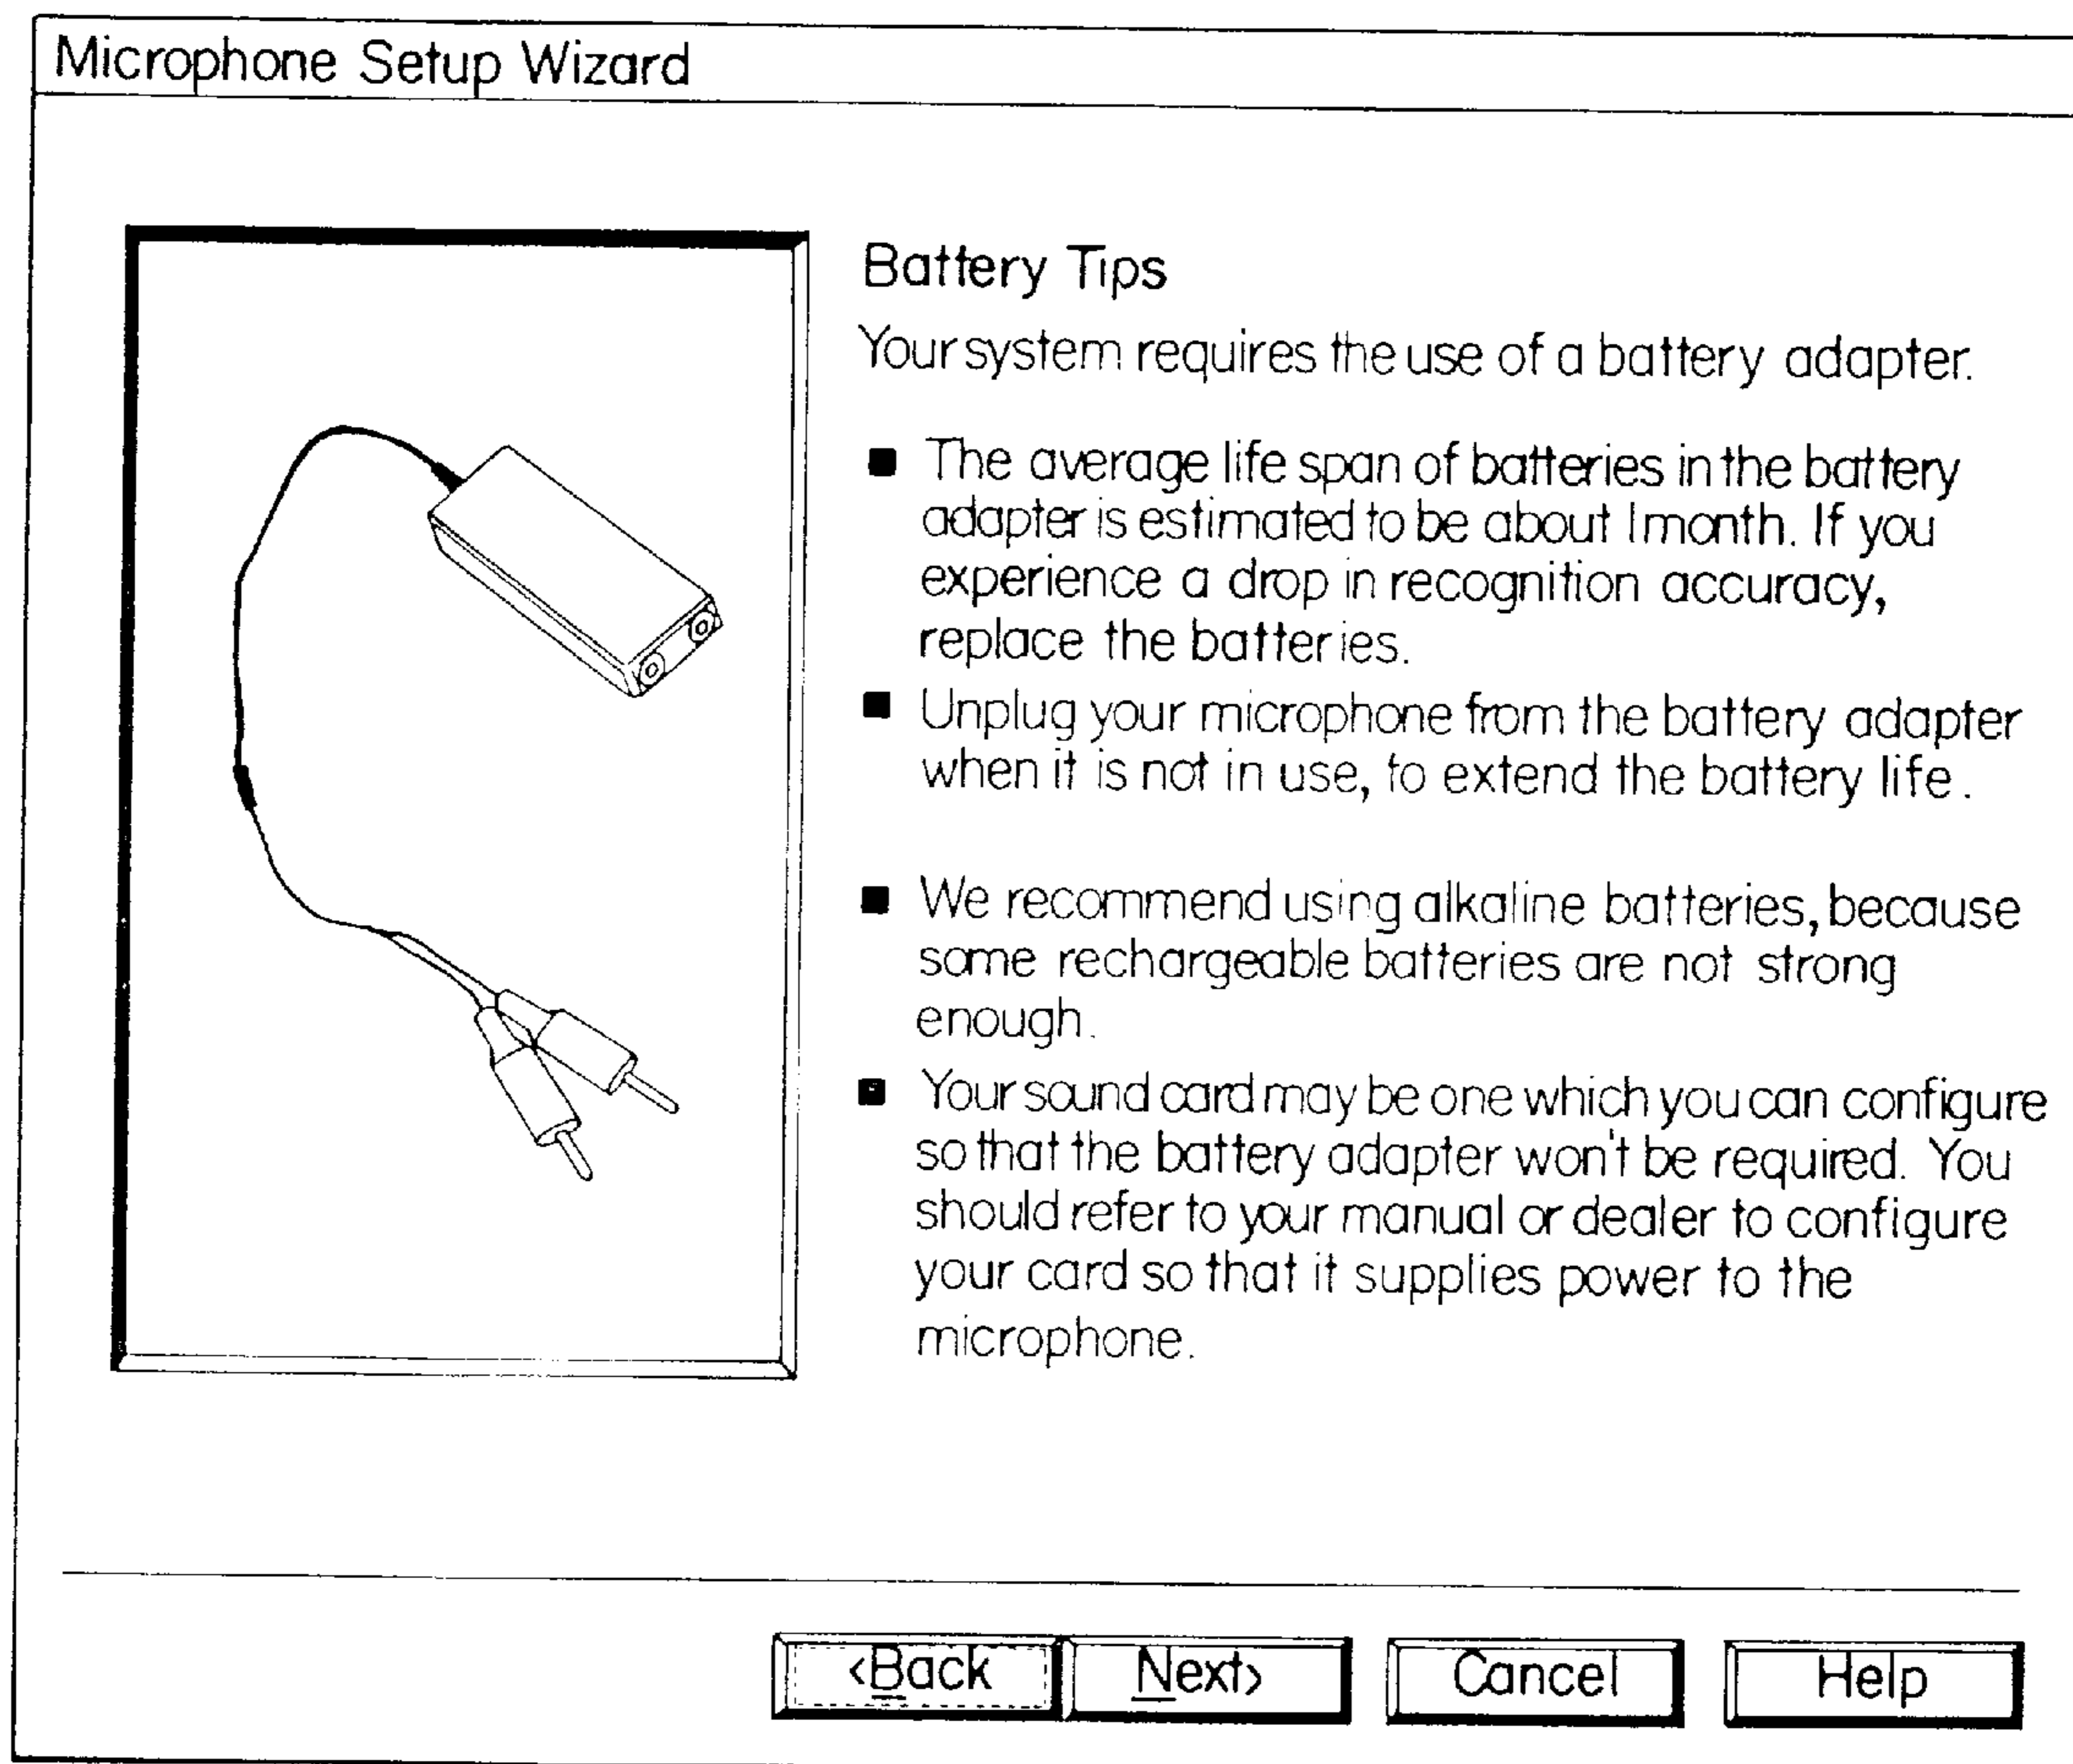 Microphone Setup Wizard
Battery Tips
Your system requires the use of a battery adapter.
■ The average life span of batteries in the battery
adapter is estimated to be about 1 month. If you
experience a drop in recognition accuracy,
replace the batteries.
■ Unplug your microphone from the battery adapter
when it is not in use, to extend the battery life.
■ We recommend using alkaline batteries, because
some rechargeable batteries are not strong
enough.
■ Your sound card may be one which you can configure
so that the battery adapter won't be required. You
should refer to your manual or dealer to configure
your card so that it supplies power to the
microphone.
<Back Next> Cancel Help